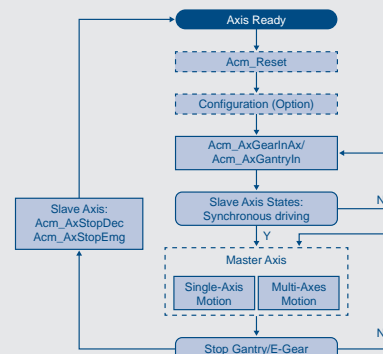 Axis Ready
Acm_Reset
Configuration (Option)
Acm_AxGearInAx/
Acm_AxGantryIn
Slave Axis:
Acm_AxStopDec
Acm_AxStopEmg
Slave Axis States:
Synchronous driving
N
Y
Master Axis
Single-Axis
Motion
Multi-Axes
Motion
N
Stop Gantry/E-Gear